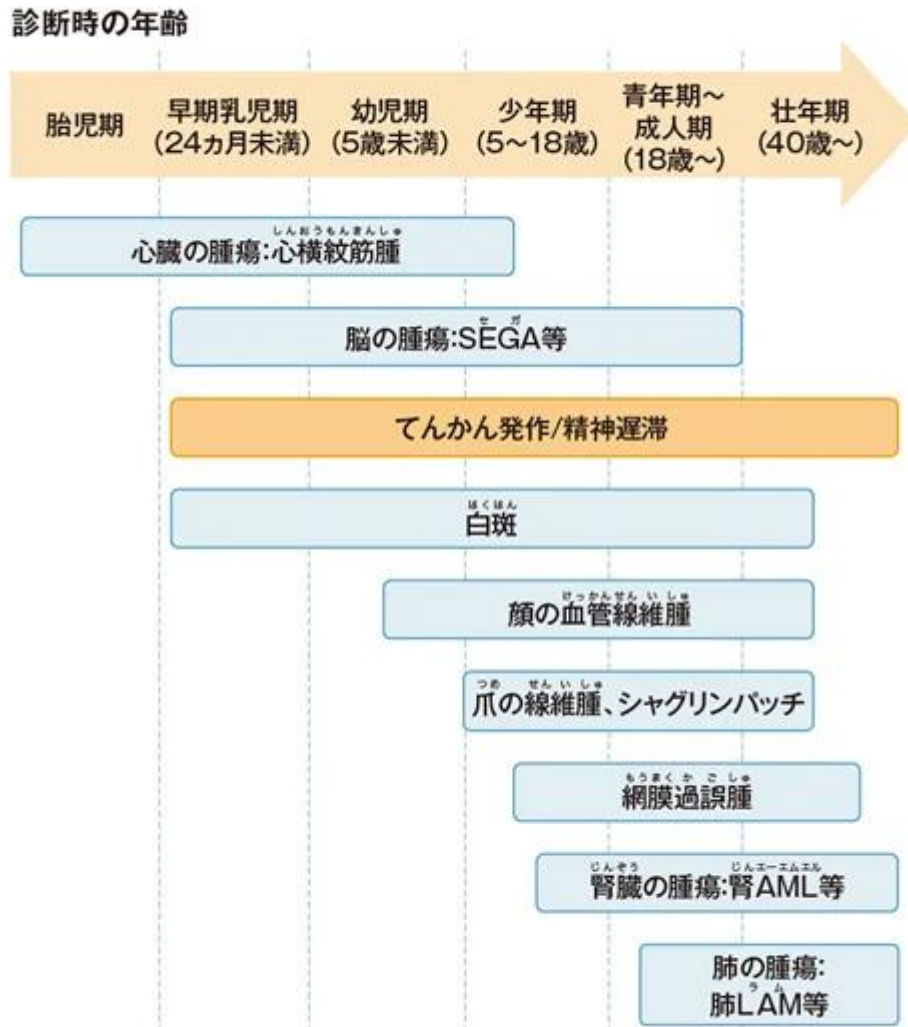 診断時の年齢
胎児期
早期乳児期
(24ヵ月未満)
幼児期
(5歳未満)
少年期
(5〜18歳)
青年期〜
成人期
(18歳〜)
壮年期
(40歳〜)
しんおうもんきんしゅ
心臓の腫瘍:心横紋筋腫
セガ
脳の腫瘍:SEGA等
てんかん発作/精神遅滞
はくはん
白斑
けっかんせんいしゅ
顔の血管線維腫
つめ せんいしゅ
爪の線維腫、シャグリンパッチ
もうまくかごしゅ
網膜過誤腫
じんぞう じんエーエムエル
腎臓の腫瘍:腎AML等
肺の腫瘍:
ラム
肺LAM等